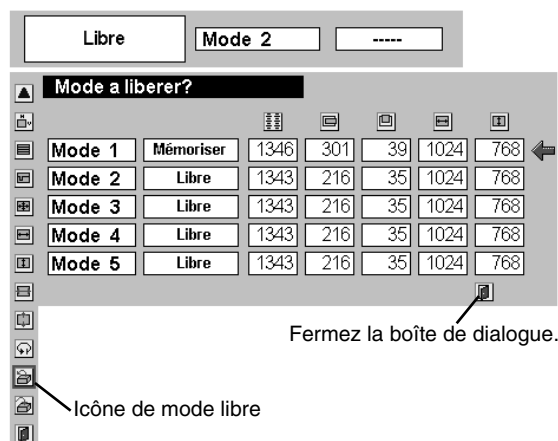 Libre Mode 2 -----
Mode a liberer?
Mode 1 Mémoriser 1346 301 39 1024 768
Mode 2 Libre 1343 216 35 1024 768
Mode 3 Libre 1343 216 35 1024 768
Mode 4 Libre 1343 216 35 1024 768
Mode 5 Libre 1343 216 35 1024 768
Fermez la boîte de dialogue.
Icône de mode libre